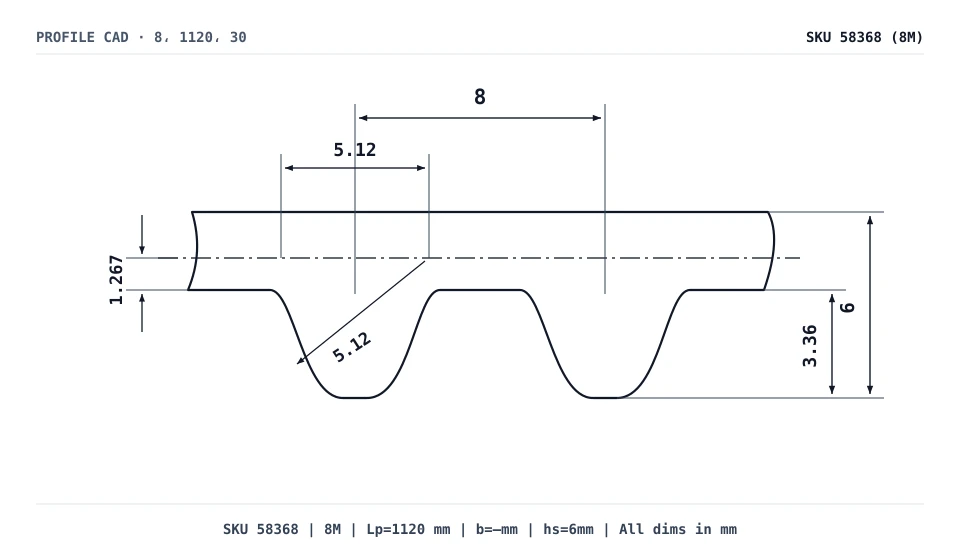 PROFILE CAD · 8, 1120, 30
SKU 58368 (8M)
8
5.12
1.267
5.12
3.36
6
SKU 58368 | 8M | Lp=1120 mm | b=—mm | hs=6mm | All dims in mm